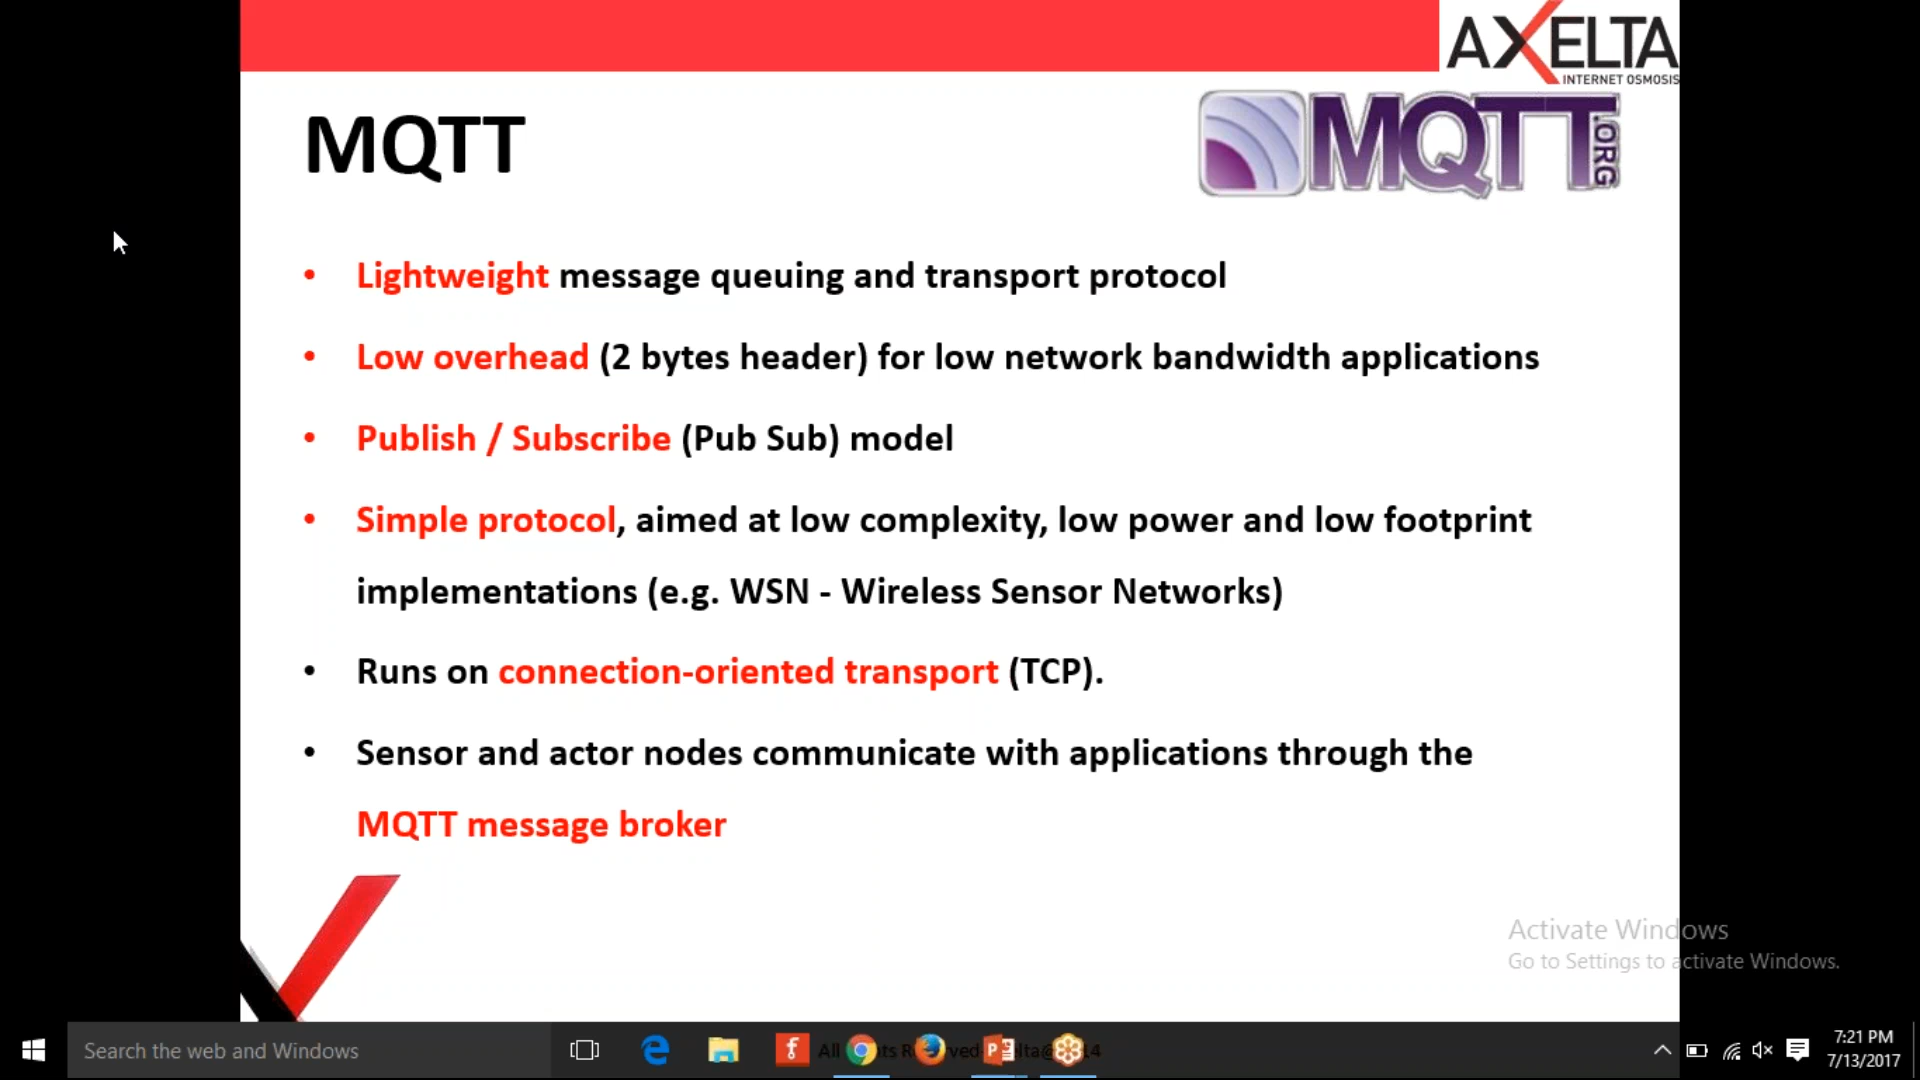 AXELTA
INTERNET OSMOSIS
MQTT
MQTT.ORG
• Lightweight message queuing and transport protocol
• Low overhead (2 bytes header) for low network bandwidth applications
• Publish / Subscribe (Pub Sub) model
• Simple protocol, aimed at low complexity, low power and low footprint
implementations (e.g. WSN - Wireless Sensor Networks)
• Runs on connection-oriented transport (TCP).
• Sensor and actor nodes communicate with applications through the
MQTT message broker
Activate Windows
Go to Settings to activate Windows.
Search the web and Windows
All
7:21 PM
7/13/2017